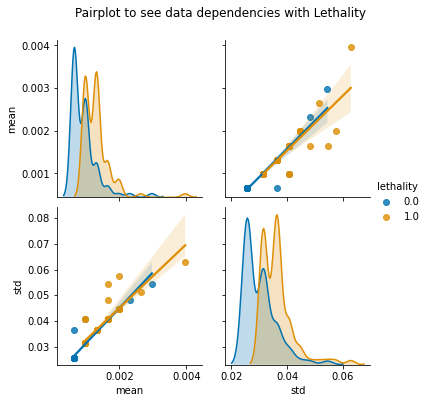 Pairplot to see data dependencies with Lethality
0.004
0.003
0.002
0.001
mean
lethality
0.0
1.0
0.08
0.07
0.06
0.05
0.04
0.03
std
0.002 0.004
0.02 0.04 0.06
mean
std